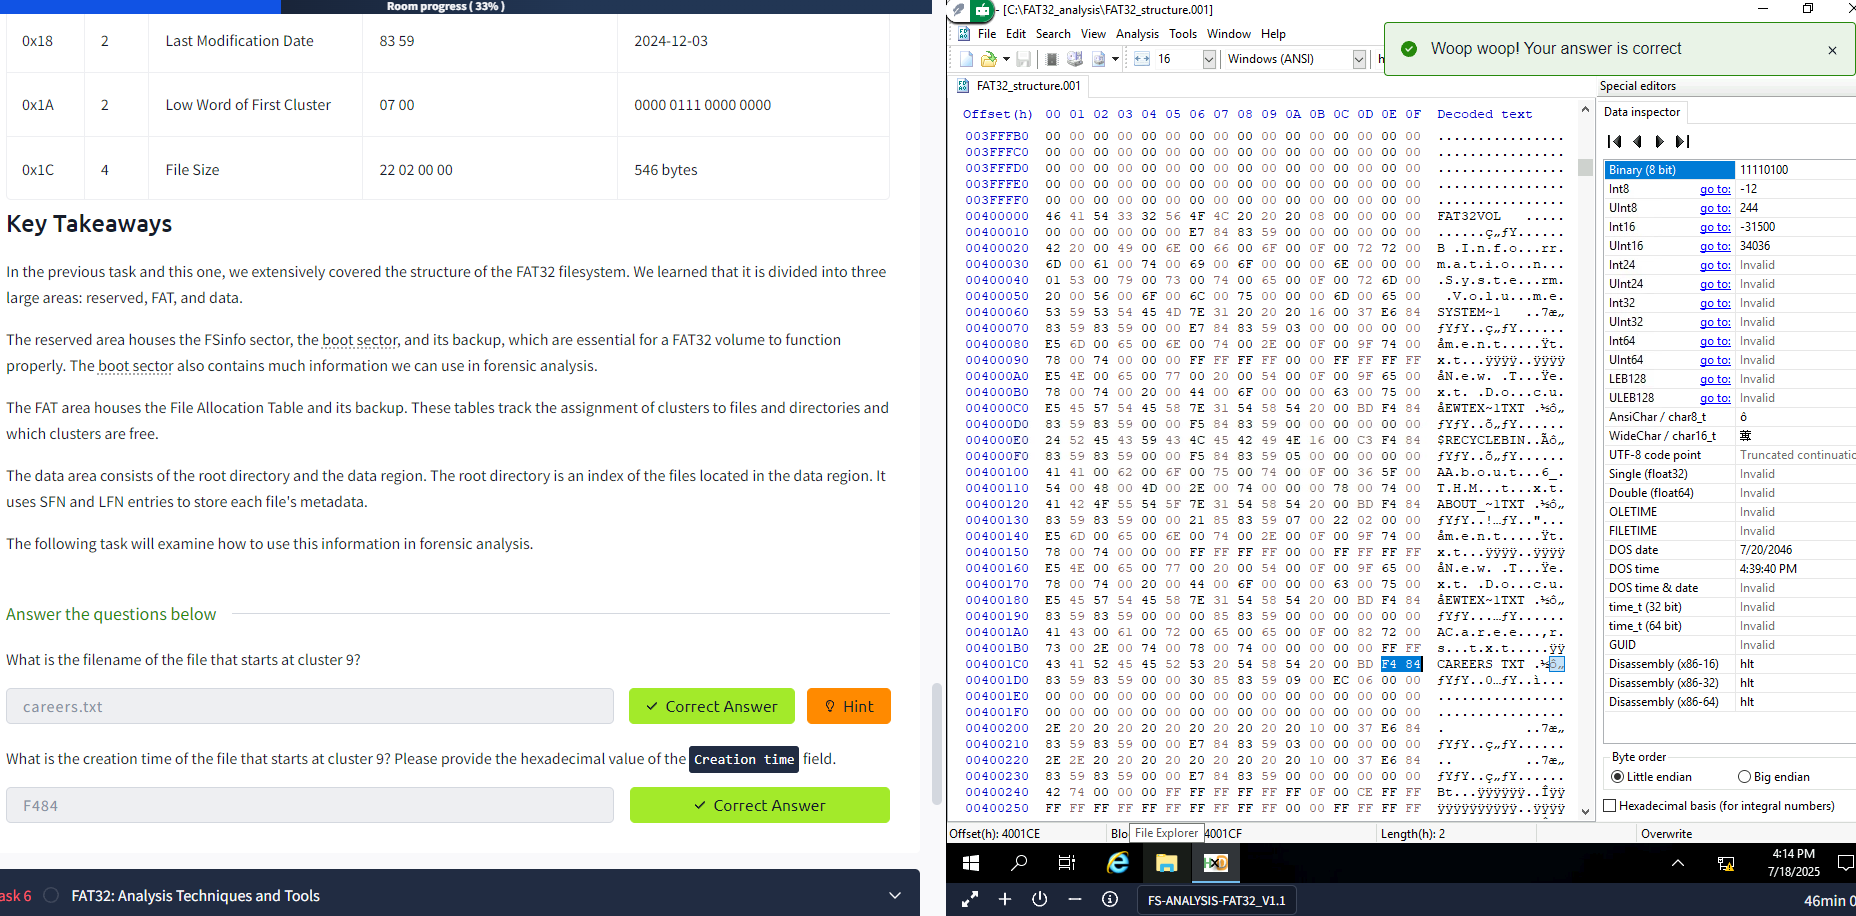 Room progress ( 33% )
0x18 2 Last Modification Date 83 59 2024-12-03
0x1A 2 Low Word of First Cluster 07 00 0000 0111 0000 0000
0x1C 4 File Size 22 02 00 00 546 bytes
Key Takeaways
In the previous task and this one, we extensively covered the structure of the FAT32 filesystem. We learned that it is divided into three
large areas: reserved, FAT, and data.
The reserved area houses the FSinfo sector, the boot sector, and its backup, which are essential for a FAT32 volume to function
properly. The boot sector also contains much information we can use in forensic analysis.
The FAT area houses the File Allocation Table and its backup. These tables track the assignment of clusters to files and directories and
which clusters are free.
The data area consists of the root directory and the data region. The root directory is an index of the files located in the data region. It
uses SFN and LFN entries to store each file's metadata.
The following task will examine how to use this information in forensic analysis.
Answer the questions below
What is the filename of the file that starts at cluster 9?
careers.txt
Correct Answer
Hint
What is the creation time of the file that starts at cluster 9? Please provide the hexadecimal value of the Creation time field.
F484
Correct Answer
ask 6 FAT32: Analysis Techniques and Tools
- [C:\FAT32_analysis\FAT32_structure.001]
File Edit Search View Analysis Tools Window Help
16 Windows (ANSI) h
Woop woop! Your answer is correct
FAT32_structure.001
Offset(h) 00 01 02 03 04 05 06 07 08 09 0A 0B 0C 0D 0E 0F Decoded text
003FFFB0 00 00 00 00 00 00 00 00 00 00 00 00 00 00 00 00 ................
003FFFC0 00 00 00 00 00 00 00 00 00 00 00 00 00 00 00 00 ................
003FFFD0 00 00 00 00 00 00 00 00 00 00 00 00 00 00 00 00 ................
003FFFE0 00 00 00 00 00 00 00 00 00 00 00 00 00 00 00 00 ................
003FFFF0 00 00 00 00 00 00 00 00 00 00 00 00 00 00 00 00 ................
00400000 46 41 54 33 32 56 4F 4C 20 20 20 08 00 00 00 00 FAT32VOL   .....
00400010 00 00 00 00 00 00 E7 84 83 59 00 00 00 00 00 00 ......ç„ƒY......
00400020 42 20 00 49 00 6E 00 66 00 6F 00 0F 00 72 72 00 B .I.n.f.o...rr.
00400030 6D 00 61 00 74 00 69 00 6F 00 00 00 6E 00 00 00 m.a.t.i.o...n...
00400040 01 53 00 79 00 73 00 74 00 65 00 0F 00 72 6D 00 .S.y.s.t.e...rm.
00400050 20 00 56 00 6F 00 6C 00 75 00 00 00 6D 00 65 00  .V.o.l.u...m.e.
00400060 53 59 53 54 45 4D 7E 31 20 20 20 16 00 37 E6 84 SYSTEM~1   ..7æ„
00400070 83 59 83 59 00 00 E7 84 83 59 03 00 00 00 00 00 ƒYƒY..ç„ƒY......
00400080 E5 6D 00 65 00 6E 00 74 00 2E 00 0F 00 9F 74 00 åm.e.n.t.....Ÿt.
00400090 78 00 74 00 00 00 FF FF FF FF 00 00 FF FF FF FF x.t...ÿÿÿÿ..ÿÿÿÿ
004000A0 E5 4E 00 65 00 77 00 20 00 54 00 0F 00 9F 65 00 åN.e.w. .T...Ÿe.
004000B0 78 00 74 00 20 00 44 00 6F 00 00 00 63 00 75 00 x.t. .D.o...c.u.
004000C0 E5 45 57 54 45 58 7E 31 54 58 54 20 00 BD F4 84 åEWTEX~1TXT .½ô„
004000D0 83 59 83 59 00 00 F5 84 83 59 00 00 00 00 00 00 ƒYƒY..õ„ƒY......
004000E0 24 52 45 43 59 43 4C 45 42 49 4E 16 00 C3 F4 84 $RECYCLEBIN..Ãô„
004000F0 83 59 83 59 00 00 F5 84 83 59 05 00 00 00 00 00 ƒYƒY..õ„ƒY......
00400100 41 41 00 62 00 6F 00 75 00 74 00 0F 00 36 5F 00 AA.b.o.u.t...6_.
00400110 54 00 48 00 4D 00 2E 00 74 00 00 00 78 00 74 00 T.H.M...t...x.t.
00400120 41 42 4F 55 54 5F 7E 31 54 58 54 20 00 BD F4 84 ABOUT_~1TXT .½ô„
00400130 83 59 83 59 00 00 21 85 83 59 07 00 22 02 00 00 ƒYƒY..!…ƒY.."...
00400140 E5 6D 00 65 00 6E 00 74 00 2E 00 0F 00 9F 74 00 åm.e.n.t.....Ÿt.
00400150 78 00 74 00 00 00 FF FF FF FF 00 00 FF FF FF FF x.t...ÿÿÿÿ..ÿÿÿÿ
00400160 E5 4E 00 65 00 77 00 20 00 54 00 0F 00 9F 65 00 åN.e.w. .T...Ÿe.
00400170 78 00 74 00 20 00 44 00 6F 00 00 00 63 00 75 00 x.t. .D.o...c.u.
00400180 E5 45 57 54 45 58 7E 31 54 58 54 20 00 BD F4 84 åEWTEX~1TXT .½ô„
00400190 83 59 83 59 00 00 00 85 83 59 00 00 00 00 00 00 ƒYƒY...…ƒY......
004001A0 41 43 00 61 00 72 00 65 00 65 00 0F 00 82 72 00 AC.a.r.e.e...‚r.
004001B0 73 00 2E 00 74 00 78 00 74 00 00 00 00 00 FF FF s...t.x.t.....ÿÿ
004001C0 43 41 52 45 45 52 53 20 54 58 54 20 00 BD F4 84 CAREERS TXT .½ô„
004001D0 83 59 83 59 00 00 30 85 83 59 09 00 EC 06 00 00 ƒYƒY..0…ƒY..ì...
004001E0 00 00 00 00 00 00 00 00 00 00 00 00 00 00 00 00 ................
004001F0 00 00 00 00 00 00 00 00 00 00 00 00 00 00 00 00 ................
00400200 2E 20 20 20 20 20 20 20 20 20 20 10 00 37 E6 84 .          ..7æ„
00400210 83 59 83 59 00 00 E7 84 83 59 03 00 00 00 00 00 ƒYƒY..ç„ƒY......
00400220 2E 2E 20 20 20 20 20 20 20 20 20 10 00 37 E6 84 ..         ..7æ„
00400230 83 59 83 59 00 00 E7 84 83 59 00 00 00 00 00 00 ƒYƒY..ç„ƒY......
00400240 42 74 00 00 00 FF FF FF FF FF FF 0F 00 CE FF FF Bt...ÿÿÿÿÿÿ..Îÿÿ
00400250 FF FF FF FF FF FF FF FF FF FF 00 00 FF FF FF FF ÿÿÿÿÿÿÿÿÿÿ..ÿÿÿÿ
Special editors
Data inspector
Binary (8 bit) 11110100
Int8 go to: -12
UInt8 go to: 244
Int16 go to: -31500
UInt16 go to: 34036
Int24 go to: Invalid
UInt24 go to: Invalid
Int32 go to: Invalid
UInt32 go to: Invalid
Int64 go to: Invalid
UInt64 go to: Invalid
LEB128 go to: Invalid
ULEB128 go to: Invalid
AnsiChar / char8_t ô
WideChar / char16_t
UTF-8 code point Truncated continuatio
Single (float32) Invalid
Double (float64) Invalid
OLETIME Invalid
FILETIME Invalid
DOS date 7/20/2046
DOS time 4:39:40 PM
DOS time & date Invalid
time_t (32 bit) Invalid
time_t (64 bit) Invalid
GUID Invalid
Disassembly (x86-16) hlt
Disassembly (x86-32) hlt
Disassembly (x86-64) hlt
Byte order
Little endian Big endian
Hexadecimal basis (for integral numbers)
Offset(h): 4001CE Blo File Explorer 4001CF Length(h): 2 Overwrite
4:14 PM
7/18/2025
FS-ANALYSIS-FAT32_V1.1
46min 0